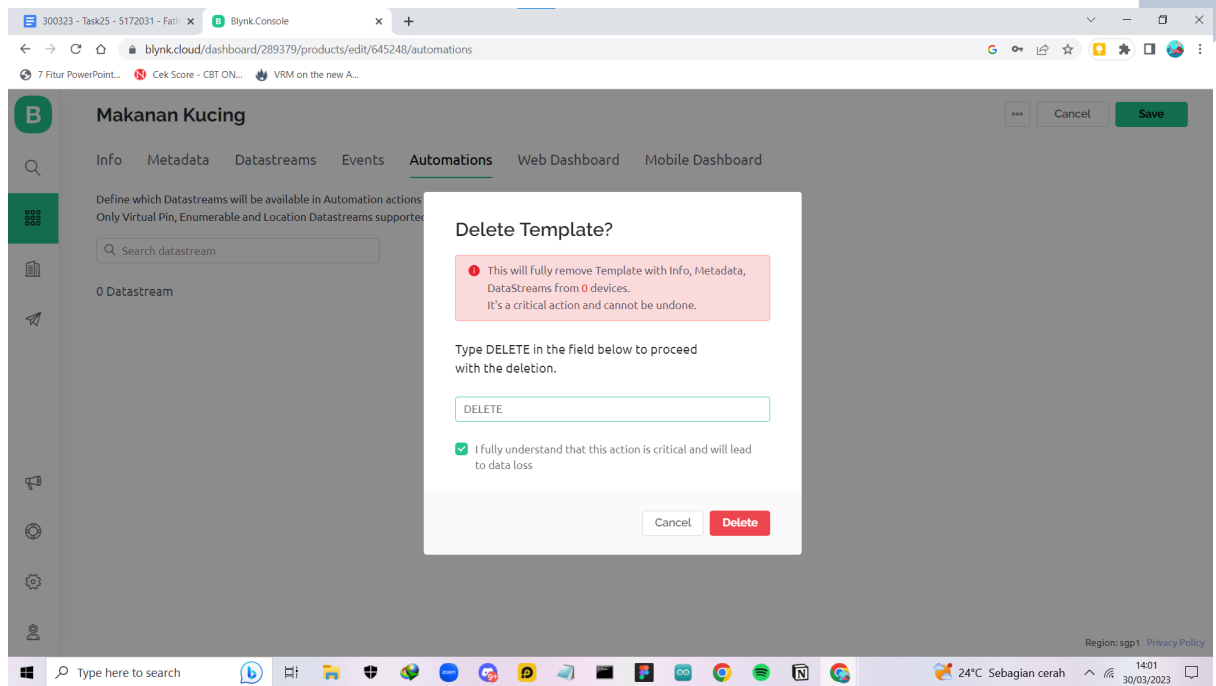 300323 - Task25 - 5172031 - Fath
Blynk.Console
blynk.cloud/dashboard/289379/products/edit/645248/automations
7 Fitur PowerPoint...
Cek Score - CBT ON...
VRM on the new A...
B
Makanan Kucing
Cancel
Save
Info
Metadata
Datastreams
Events
Automations
Web Dashboard
Mobile Dashboard
Define which Datastreams will be available in Automation actions
Only Virtual Pin, Enumerable and Location Datastreams supported
Search datastream
0 Datastream
Delete Template?
This will fully remove Template with Info, Metadata,
DataStreams from 0 devices.
It's a critical action and cannot be undone.
Type DELETE in the field below to proceed
with the deletion.
DELETE
I fully understand that this action is critical and will lead
to data loss
Cancel
Delete
Region: sgp1 Privacy Policy
Type here to search
zoom
24°C Sebagian cerah
14:01
30/03/2023